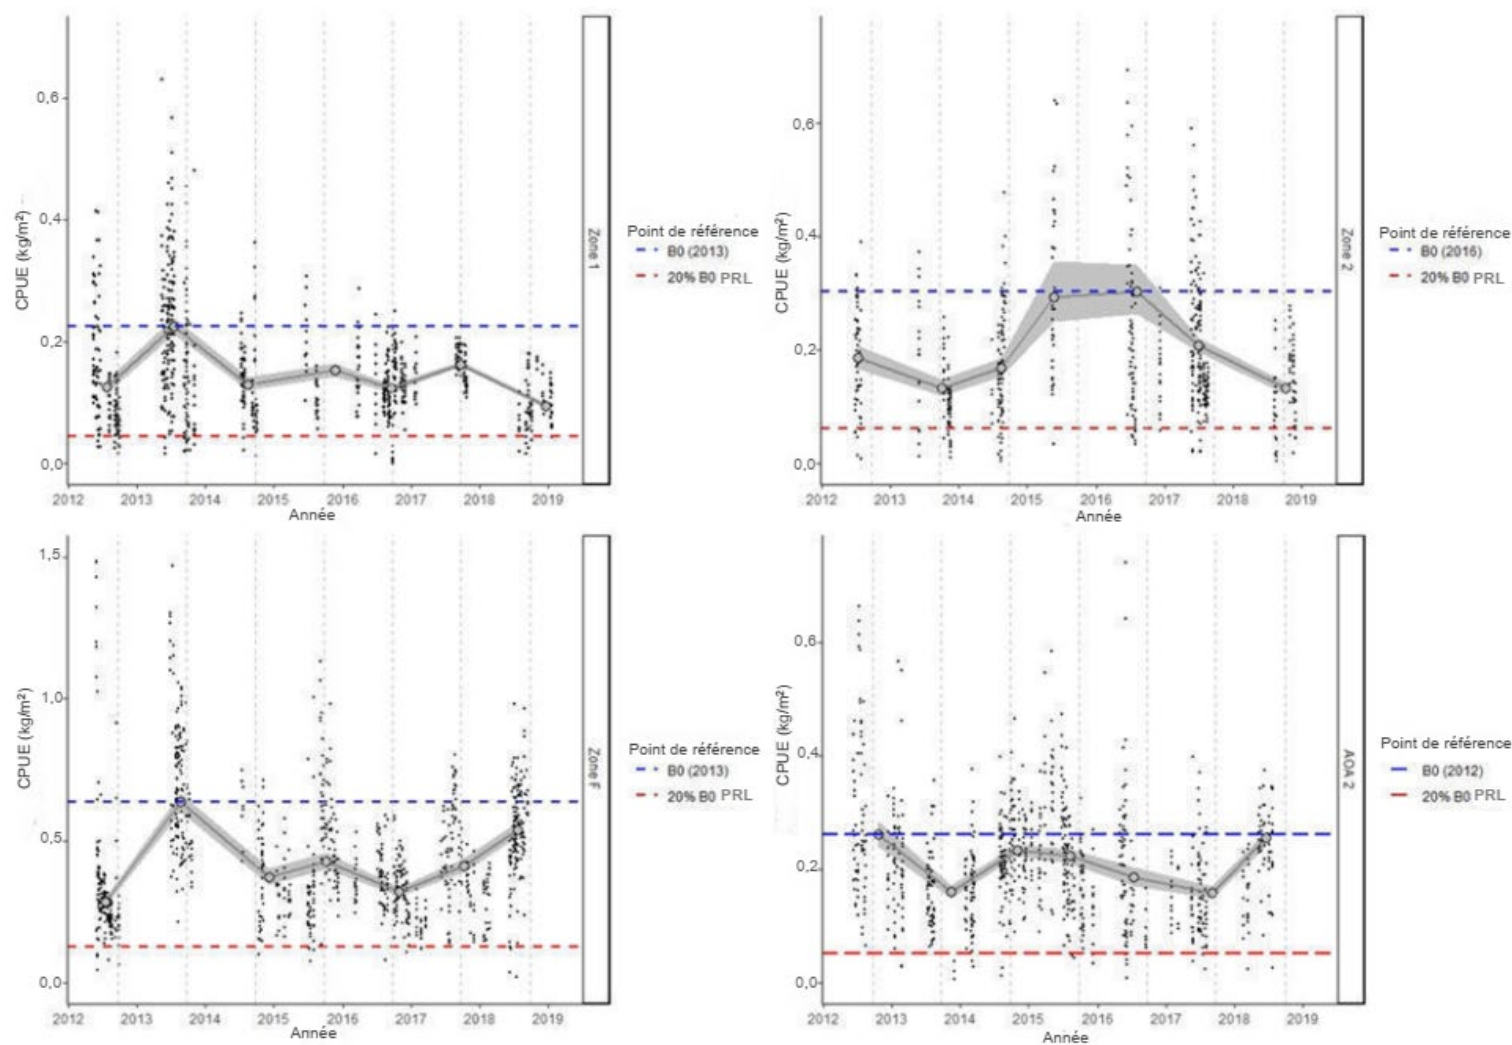 0,6
0,4
0,2
0,0
CPUE (kg/m²)
2012 2013 2014 2015 2016 2017 2018 2019
Année
Zone 1
Point de référence
B0 (2013)
20% B0 PRL
0,6
0,4
0,2
0,0
CPUE (kg/m²)
2012 2013 2014 2015 2016 2017 2018 2019
Année
Zone 2
Point de référence
B0 (2016)
20% B0 PRL
1,5
1,0
0,5
0,0
CPUE (kg/m²)
2012 2013 2014 2015 2016 2017 2018 2019
Année
Zone F
Point de référence
B0 (2013)
20% B0 PRL
0,6
0,4
0,2
0,0
CPUE (kg/m²)
2012 2013 2014 2015 2016 2017 2018 2019
Année
AOA 2
Point de référence
B0 (2012)
20% B0 PRL